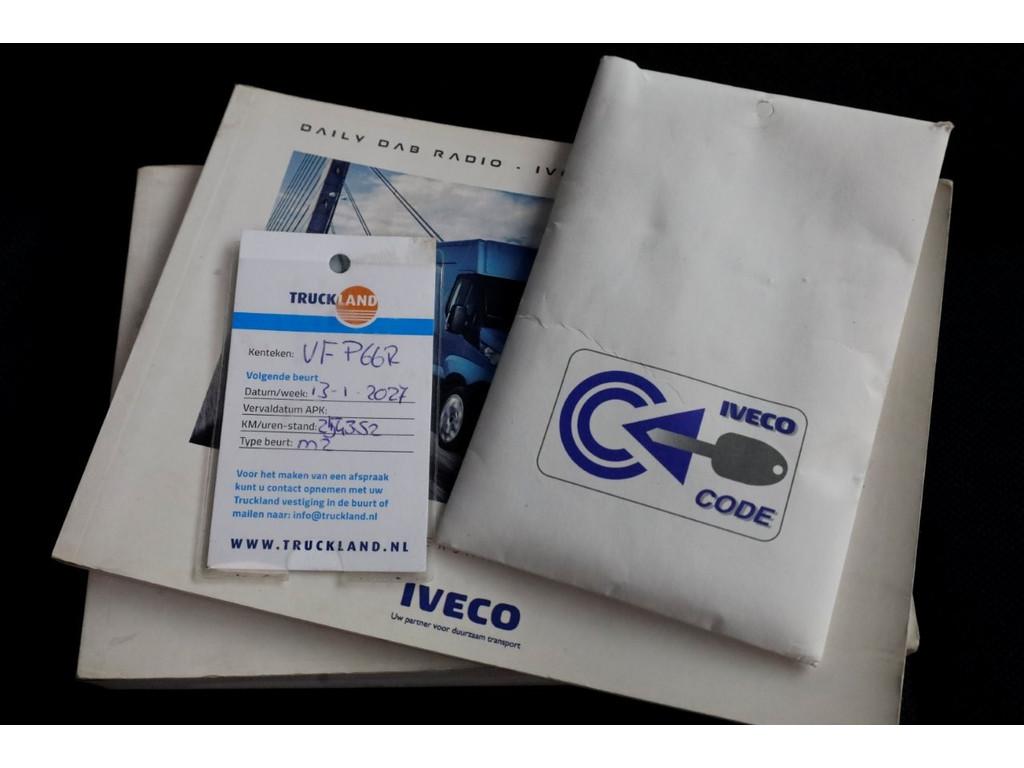 DAILY DAB RADIO - IV
TRUCKLAND
Kenteken: VFP66R
Volgende beurt
Datum/week: 13-1-2027
Vervaldatum APK:
KM/uren-stand:
Type beurt: m2
Voor het maken van een afspraak
kunt u contact opnemen met uw
Truckland vestiging in de buurt of
mailen naar: info@truckland.nl
WWW.TRUCKLAND.NL
IVECO
Uw partner voor duurzaam transport
IVECO
CODE